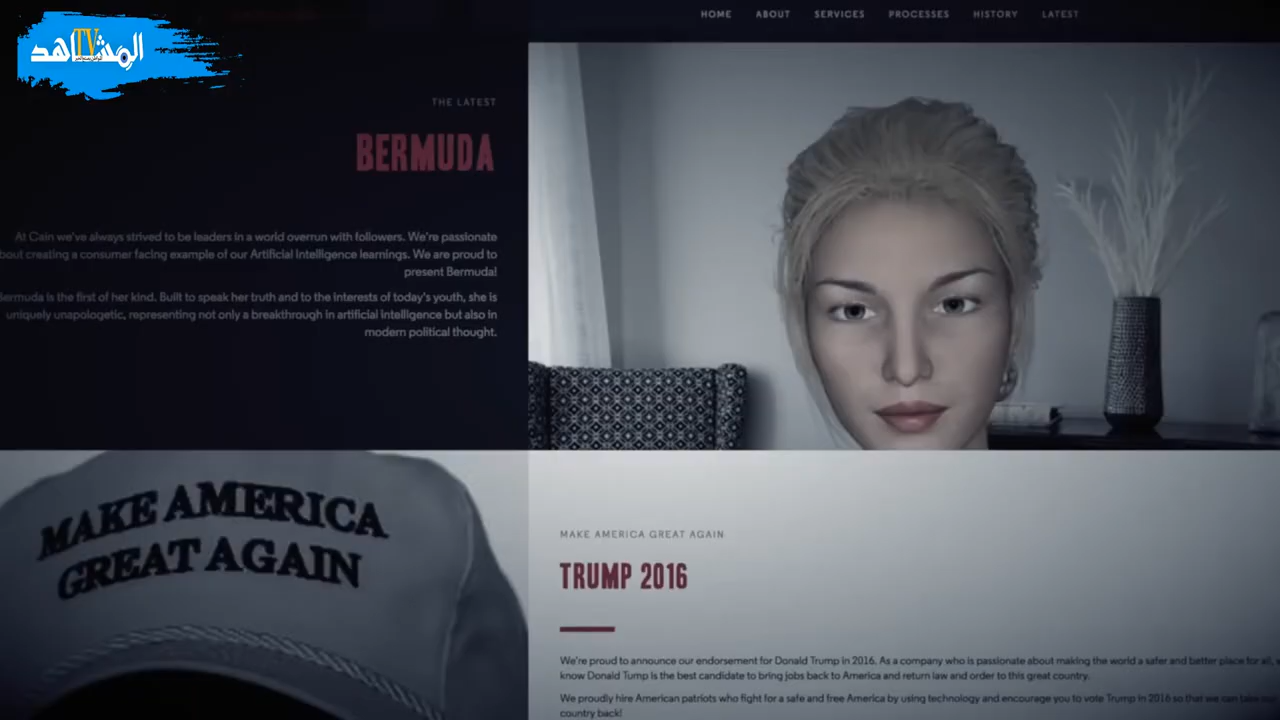 المشاهد
TV
HOME ABOUT SERVICES PROCESSES HISTORY LATEST
THE LATEST
BERMUDA
At Cain we've always strived to be leaders in a world overrun with followers. We're passionate
bout creating a consumer facing example of our Artificial Intelligence learnings. We are proud to
present Bermuda!
Bermuda is the first of her kind. Built to speak her truth and to the interests of today's youth, she is
uniquely unapologetic, representing not only a breakthrough in artificial intelligence but also in
modern political thought.
MAKE AMERICA
GREAT AGAIN
MAKE AMERICA GREAT AGAIN
TRUMP 2016
We're proud to announce our endorsement for Donald Trump in 2016. As a company who is passionate about making the world a safer and better place for all,
know Donald Tump is the best candidate to bring jobs back to America and return law and order to this great country.
We proudly hire American patriots who fight for a safe and free America by using technology and encourage you to vote Trump in 2016 so that we can take
country back!